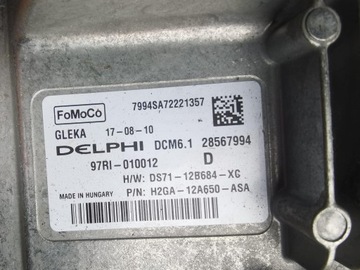 FoMoCo
7994SA72221357
GLEKA 17-08-10
DELPHI DCM6.1 28567994
97RI-010012 D
H/W: DS71-12B684-XG
MADE IN HUNGARY P/N: H2GA-12A650-ASA